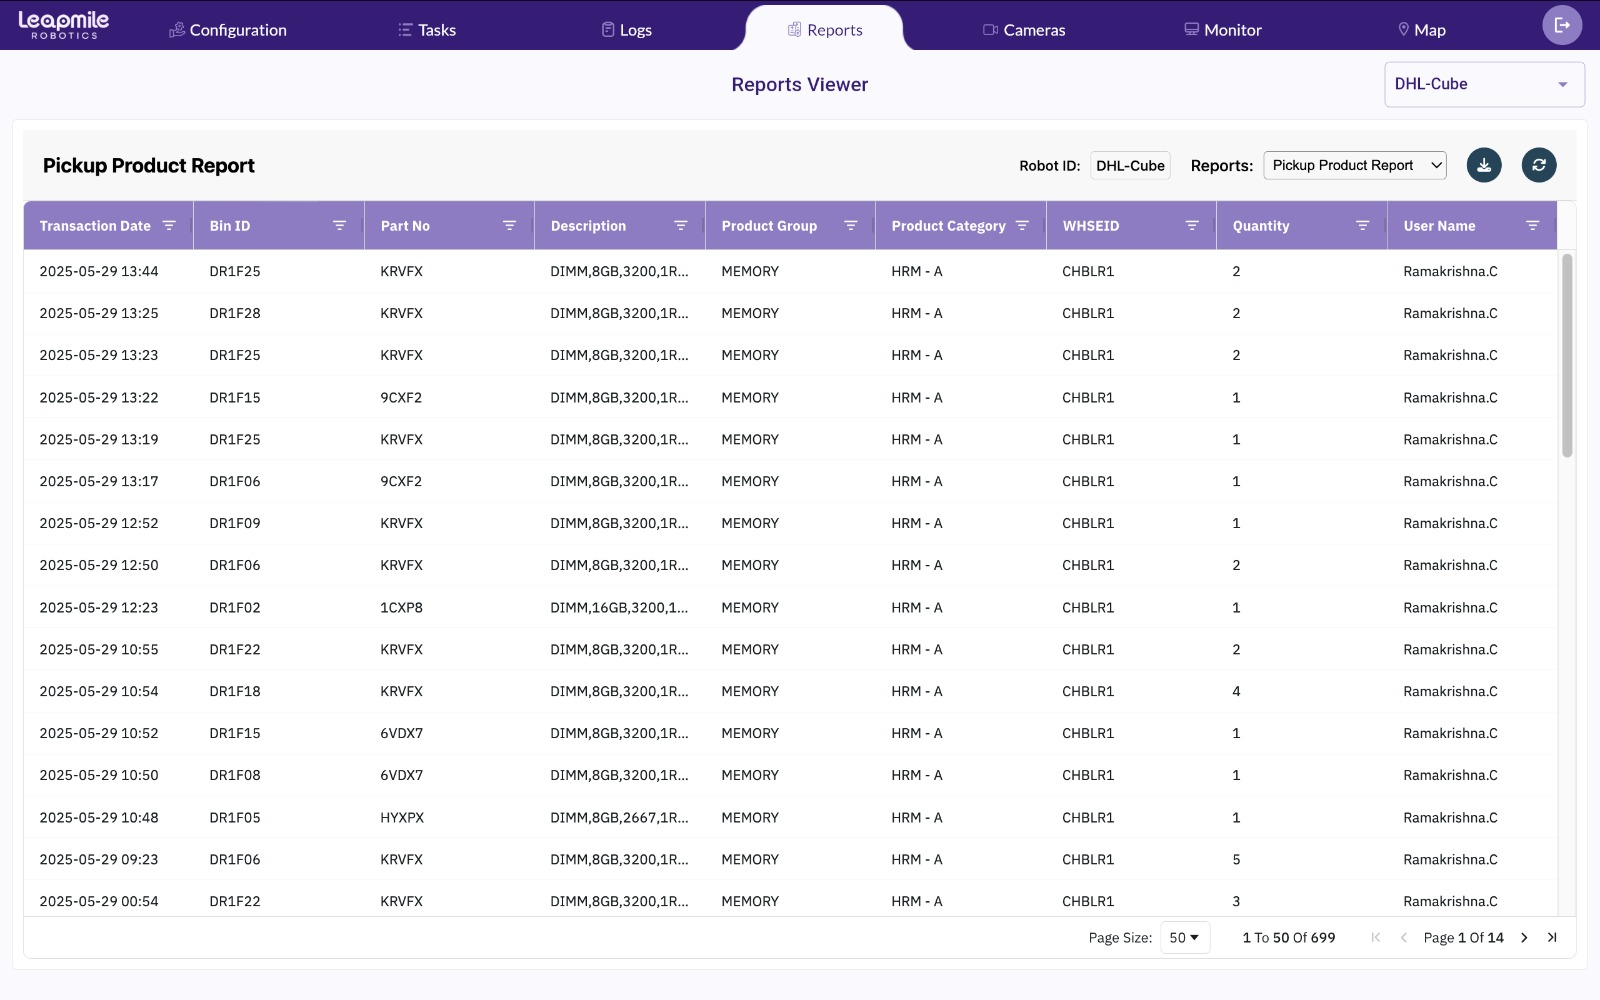 Leapmile
ROBOTICS
Configuration
Tasks
Logs
Reports
Cameras
Monitor
Map
Reports Viewer
DHL-Cube
Pickup Product Report
Robot ID: DHL-Cube Reports: Pickup Product Report
Transaction Date Bin ID Part No Description Product Group Product Category WHSEID Quantity User Name
2025-05-29 13:44 DR1F25 KRVFX DIMM,8GB,3200,1R... MEMORY HRM - A CHBLR1 2 Ramakrishna.C
2025-05-29 13:25 DR1F28 KRVFX DIMM,8GB,3200,1R... MEMORY HRM - A CHBLR1 2 Ramakrishna.C
2025-05-29 13:23 DR1F25 KRVFX DIMM,8GB,3200,1R... MEMORY HRM - A CHBLR1 2 Ramakrishna.C
2025-05-29 13:22 DR1F15 9CXF2 DIMM,8GB,3200,1R... MEMORY HRM - A CHBLR1 1 Ramakrishna.C
2025-05-29 13:19 DR1F25 KRVFX DIMM,8GB,3200,1R... MEMORY HRM - A CHBLR1 1 Ramakrishna.C
2025-05-29 13:17 DR1F06 9CXF2 DIMM,8GB,3200,1R... MEMORY HRM - A CHBLR1 1 Ramakrishna.C
2025-05-29 12:52 DR1F09 KRVFX DIMM,8GB,3200,1R... MEMORY HRM - A CHBLR1 1 Ramakrishna.C
2025-05-29 12:50 DR1F06 KRVFX DIMM,8GB,3200,1R... MEMORY HRM - A CHBLR1 2 Ramakrishna.C
2025-05-29 12:23 DR1F02 1CXP8 DIMM,16GB,3200,1... MEMORY HRM - A CHBLR1 1 Ramakrishna.C
2025-05-29 10:55 DR1F22 KRVFX DIMM,8GB,3200,1R... MEMORY HRM - A CHBLR1 2 Ramakrishna.C
2025-05-29 10:54 DR1F18 KRVFX DIMM,8GB,3200,1R... MEMORY HRM - A CHBLR1 4 Ramakrishna.C
2025-05-29 10:52 DR1F15 6VDX7 DIMM,8GB,3200,1R... MEMORY HRM - A CHBLR1 1 Ramakrishna.C
2025-05-29 10:50 DR1F08 6VDX7 DIMM,8GB,3200,1R... MEMORY HRM - A CHBLR1 1 Ramakrishna.C
2025-05-29 10:48 DR1F05 HYXPX DIMM,8GB,2667,1R... MEMORY HRM - A CHBLR1 1 Ramakrishna.C
2025-05-29 09:23 DR1F06 KRVFX DIMM,8GB,3200,1R... MEMORY HRM - A CHBLR1 5 Ramakrishna.C
2025-05-29 00:54 DR1F22 KRVFX DIMM,8GB,3200,1R... MEMORY HRM - A CHBLR1 3 Ramakrishna.C
Page Size: 50 1 To 50 Of 699 Page 1 Of 14